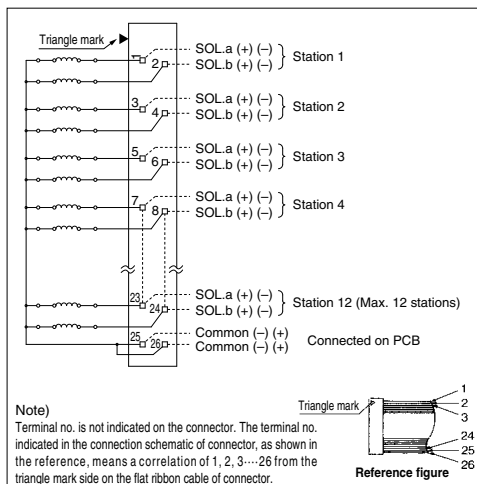 Triangle mark
1 SOL.a (+) (–)
2 SOL.b (+) (–)
Station 1
3 SOL.a (+) (–)
4 SOL.b (+) (–)
Station 2
5 SOL.a (+) (–)
6 SOL.b (+) (–)
Station 3
7 SOL.a (+) (–)
8 SOL.b (+) (–)
Station 4
23 SOL.a (+) (–)
24 SOL.b (+) (–)
Station 12 (Max. 12 stations)
25 Common (–) (+)
26 Common (–) (+)
Connected on PCB
Note)
Terminal no. is not indicated on the connector. The terminal no.
indicated in the connection schematic of connector, as shown in
the reference, means a correlation of 1, 2, 3····26 from the
triangle mark side on the flat ribbon cable of connector.
Triangle mark
1
2
3
24
25
26
Reference figure